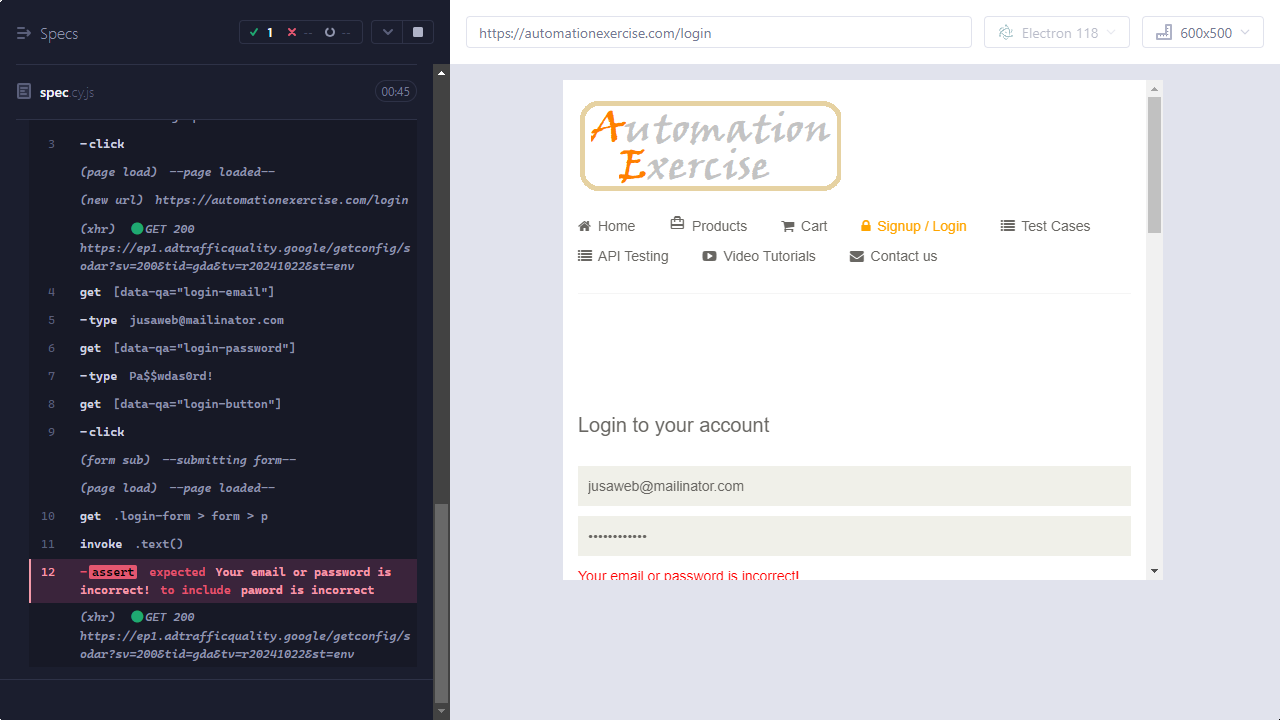 Specs
1
--
--
spec.cy.js
00:45
3 -click
(page load) --page loaded--
(new url) https://automationexercise.com/login
(xhr) GET 200
https://ep1.adtrafficquality.google/getconfig/s
odar?sv=200&tid=gda&tv=r20241022&st=env
4 get [data-qa="login-email"]
5 -type jusaweb@mailinator.com
6 get [data-qa="login-password"]
7 -type Pa$$wdas0rd!
8 get [data-qa="login-button"]
9 -click
(form sub) --submitting form--
(page load) --page loaded--
10 get .login-form > form > p
11 invoke .text()
12 -assert expected Your email or password is
incorrect! to include paword is incorrect
(xhr) GET 200
https://ep1.adtrafficquality.google/getconfig/s
odar?sv=200&tid=gda&tv=r20241022&st=env
https://automationexercise.com/login
Electron 118
600x500
Automation
Exercise
Home Products Cart Signup / Login Test Cases
API Testing Video Tutorials Contact us
Login to your account
jusaweb@mailinator.com
••••••••••••
Your email or password is incorrect!